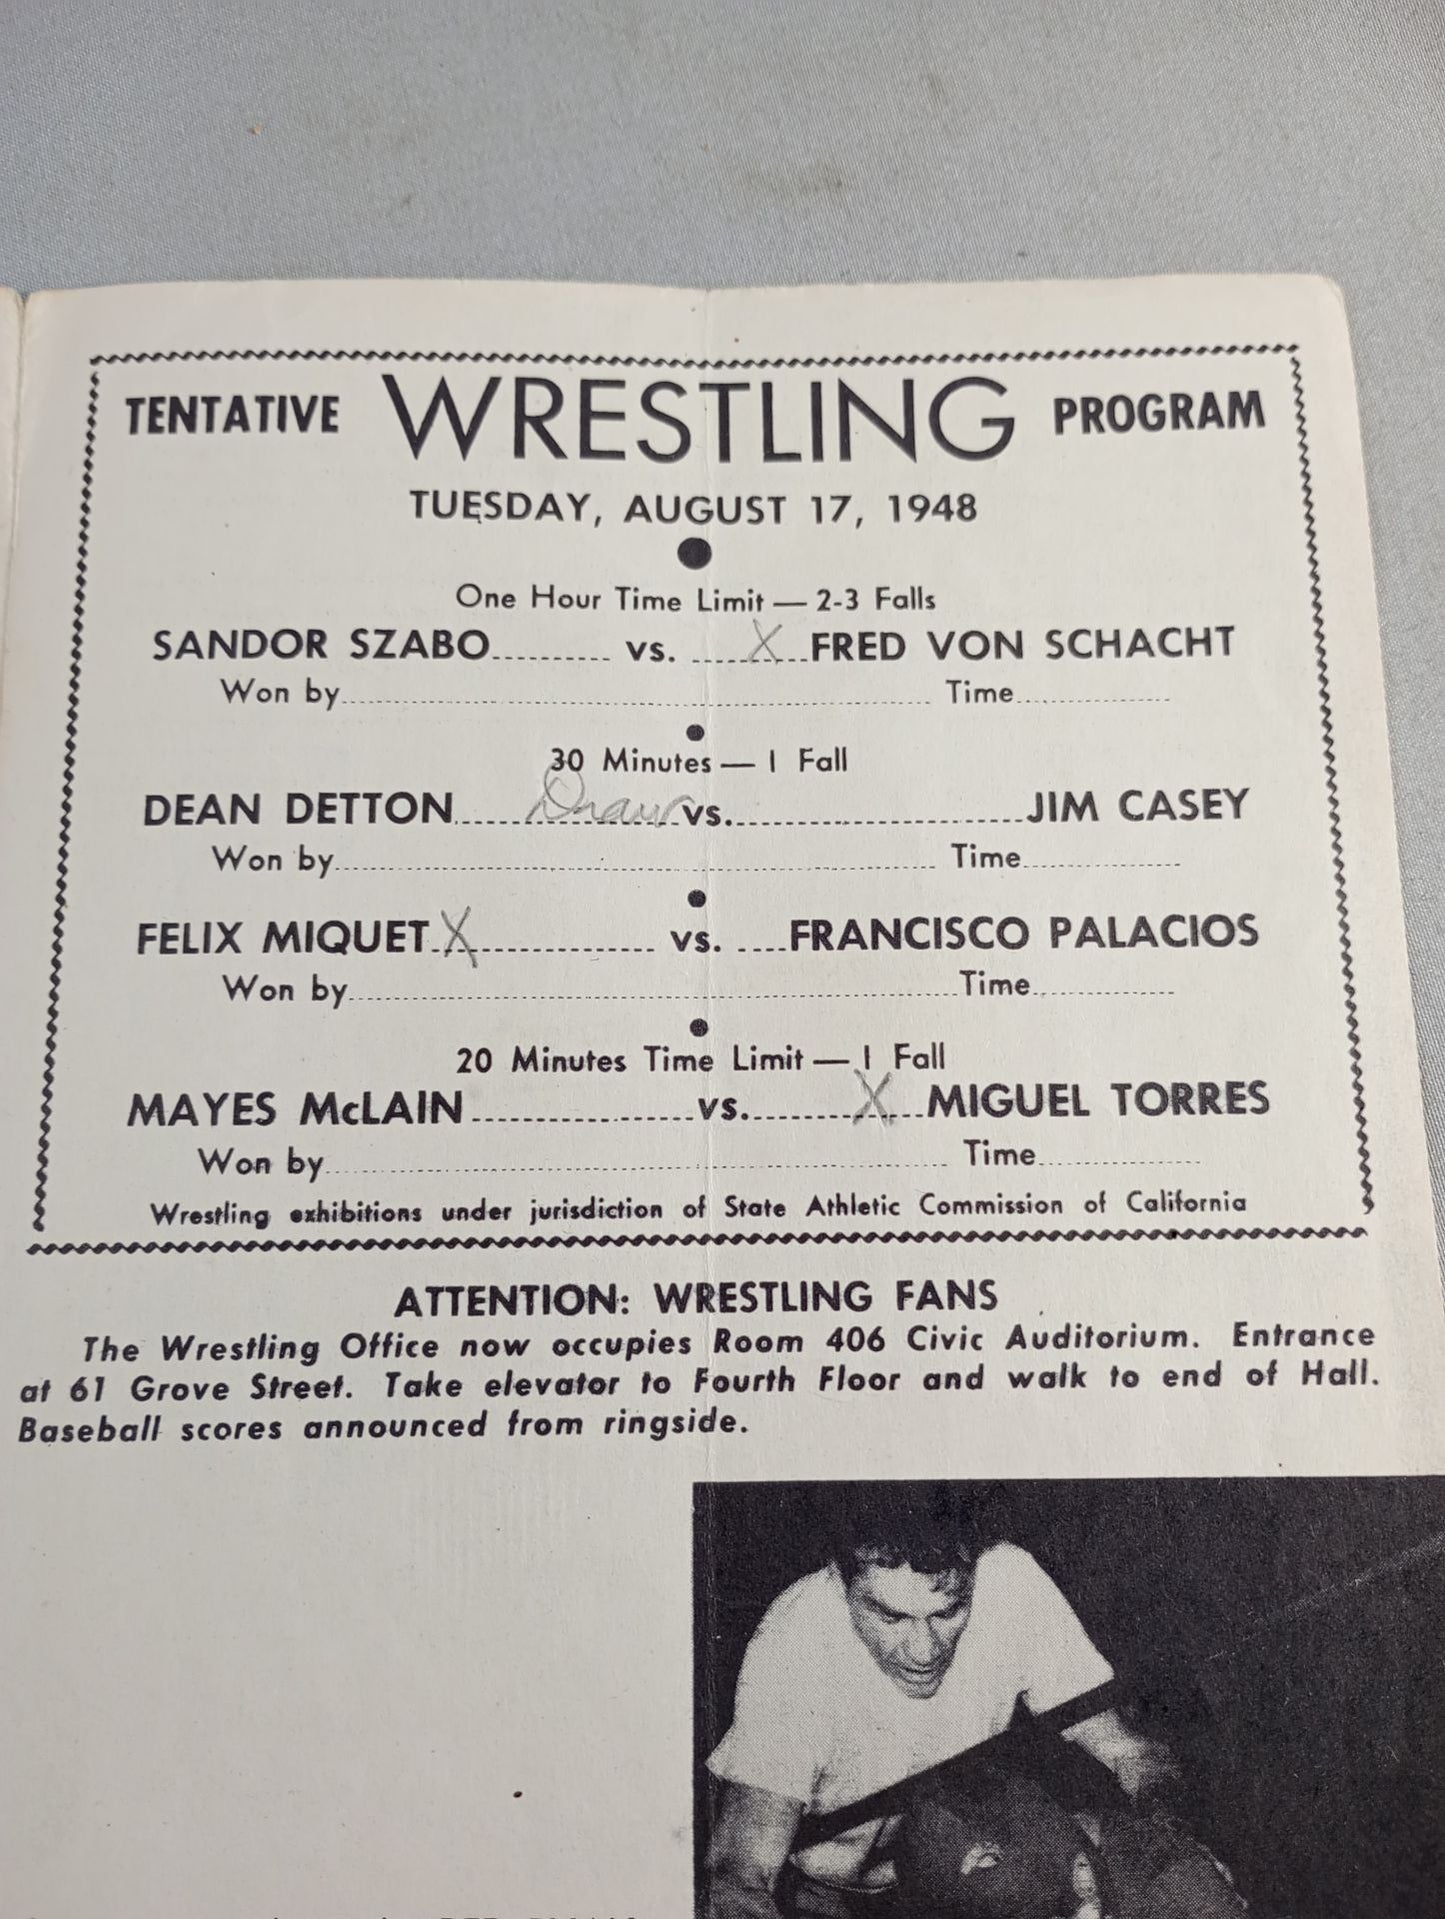 TENTATIVE WRESTLING PROGRAM
TUESDAY, AUGUST 17, 1948
One Hour Time Limit — 2-3 Falls
SANDOR SZABO.......... vs. ......X...FRED VON SCHACHT
Won by.................... Time..........
30 Minutes — 1 Fall
DEAN DETTON......Draw vs...............JIM CASEY
Won by.................... Time..........
FELIX MIQUET.X.......... vs. ....FRANCISCO PALACIOS
Won by.................... Time..........
20 Minutes Time Limit — 1 Fall
MAYES McLAIN..............vs.......X...MIGUEL TORRES
Won by.................... Time..........
Wrestling exhibitions under jurisdiction of State Athletic Commission of California
ATTENTION: WRESTLING FANS
The Wrestling Office now occupies Room 406 Civic Auditorium. Entrance
at 61 Grove Street. Take elevator to Fourth Floor and walk to end of Hall.
Baseball scores announced from ringside.